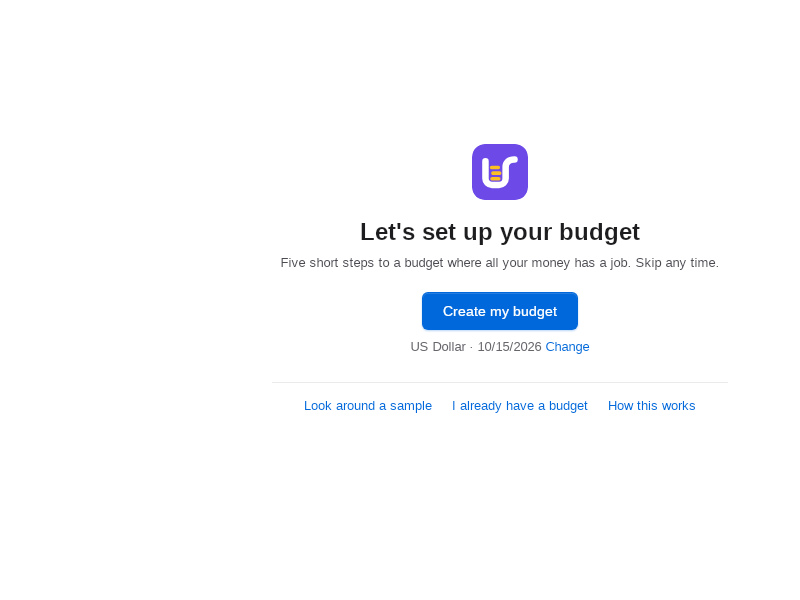 Let's set up your budget
Five short steps to a budget where all your money has a job. Skip any time.
Create my budget
US Dollar · 10/15/2026 Change
Look around a sample I already have a budget How this works